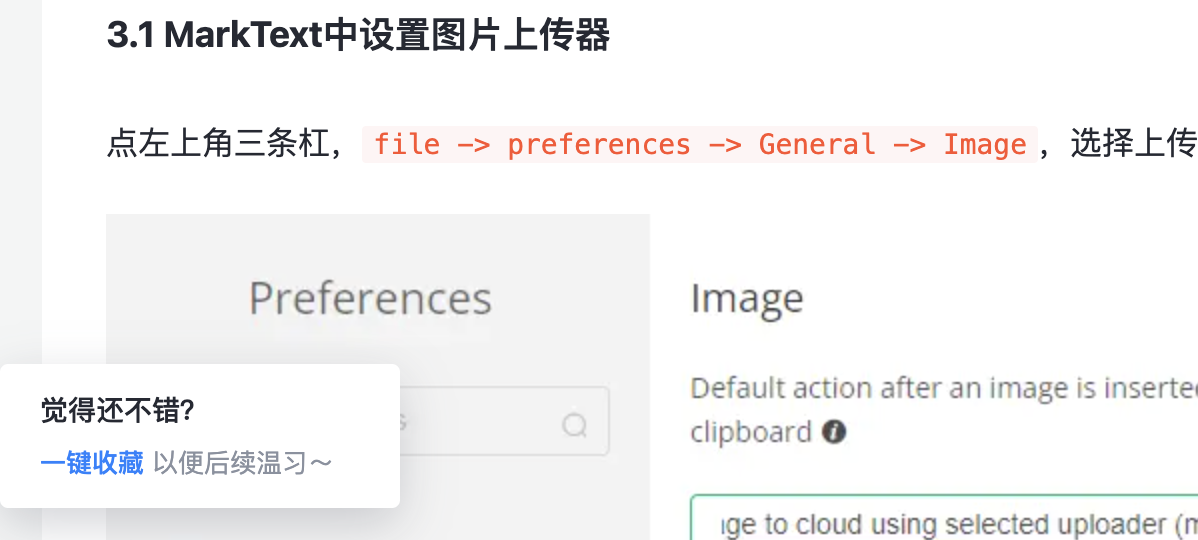 3.1 MarkText中设置图片上传器
点左上角三条杠，file -> preferences -> General -> Image，选择上传
Preferences
Image
Default action after an image is inserted
clipboard
觉得还不错?
一键收藏 以便后续温习～
ge to cloud using selected uploader (m